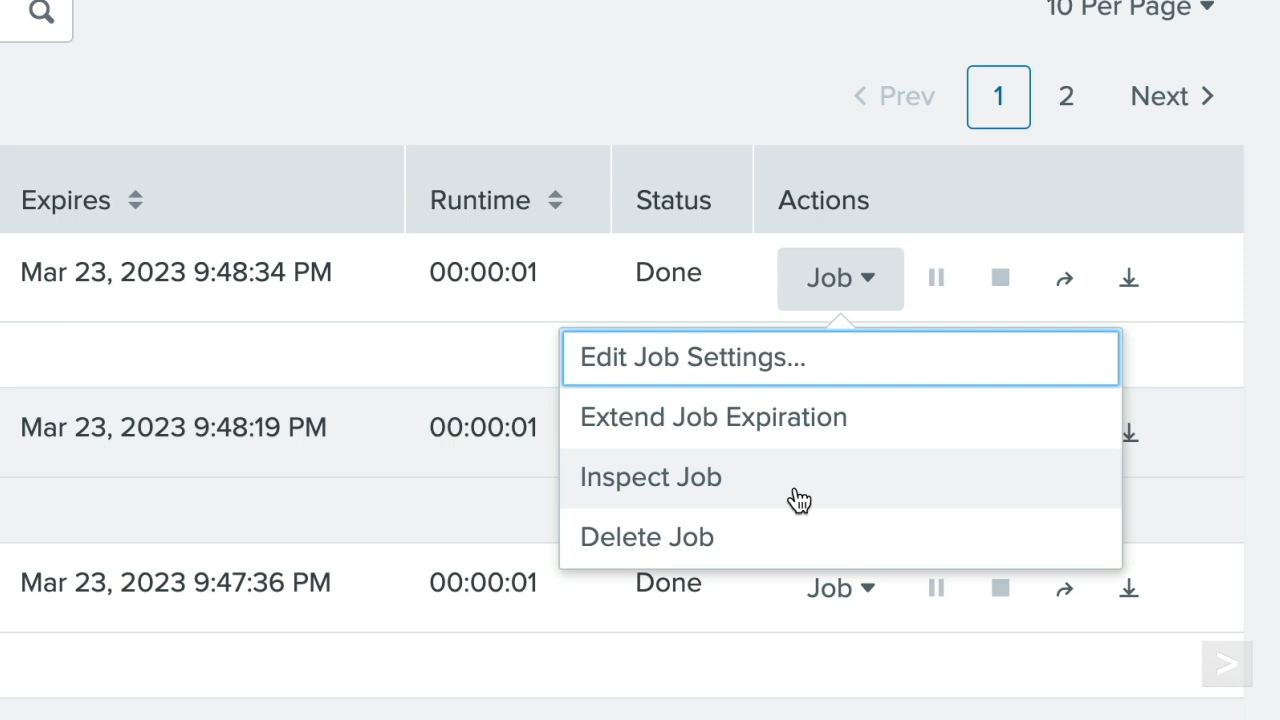 10 Per Page
Prev 1 2 Next
Expires Runtime Status Actions
Mar 23, 2023 9:48:34 PM 00:00:01 Done Job
Edit Job Settings...
Extend Job Expiration
Mar 23, 2023 9:48:19 PM 00:00:01
Inspect Job
Delete Job
Mar 23, 2023 9:47:36 PM 00:00:01 Done Job